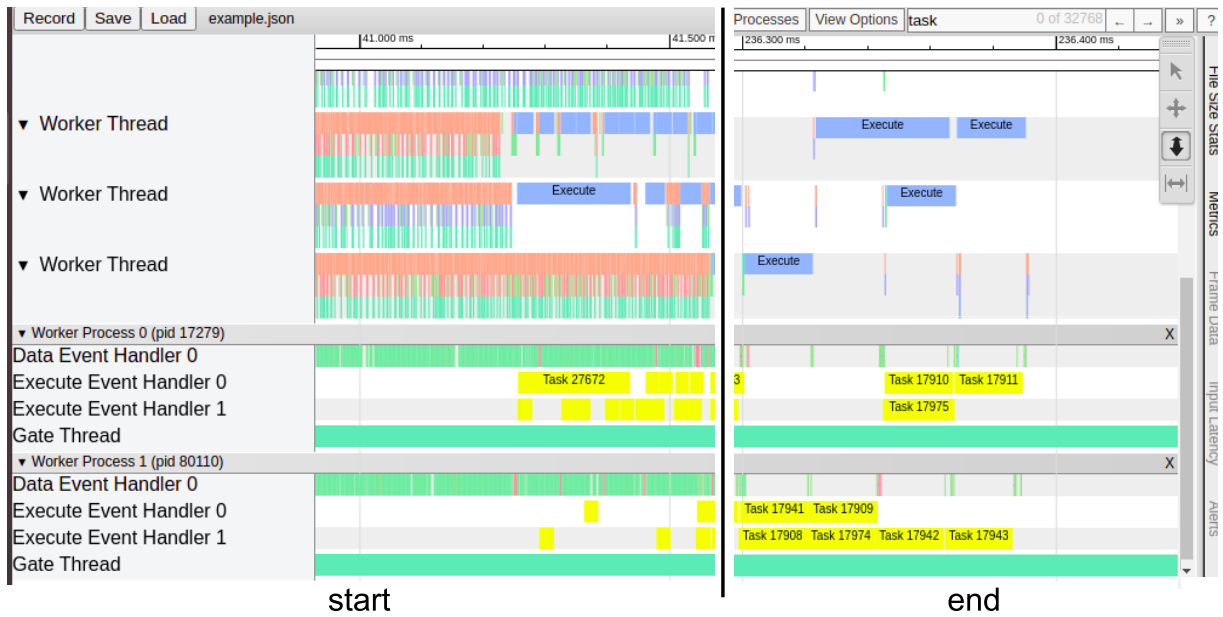 Record Save Load example.json Processes View Options task 0 of 32768 ← → » ?
41.000 ms 41.500 m 236.300 ms 236.400 ms
File Size Stats
Metrics
Frame Data
Input Latency
Alerts
▼ Worker Thread Execute Execute
▼ Worker Thread Execute Execute
▼ Worker Thread Execute
▼ Worker Process 0 (pid 17279) X
Data Event Handler 0
Execute Event Handler 0 Task 27672 3 Task 17910 Task 17911
Execute Event Handler 1 Task 17975
Gate Thread
▼ Worker Process 1 (pid 80110) X
Data Event Handler 0
Execute Event Handler 0 Task 17941 Task 17909
Execute Event Handler 1 Task 17908 Task 17974 Task 17942 Task 17943
Gate Thread
start end